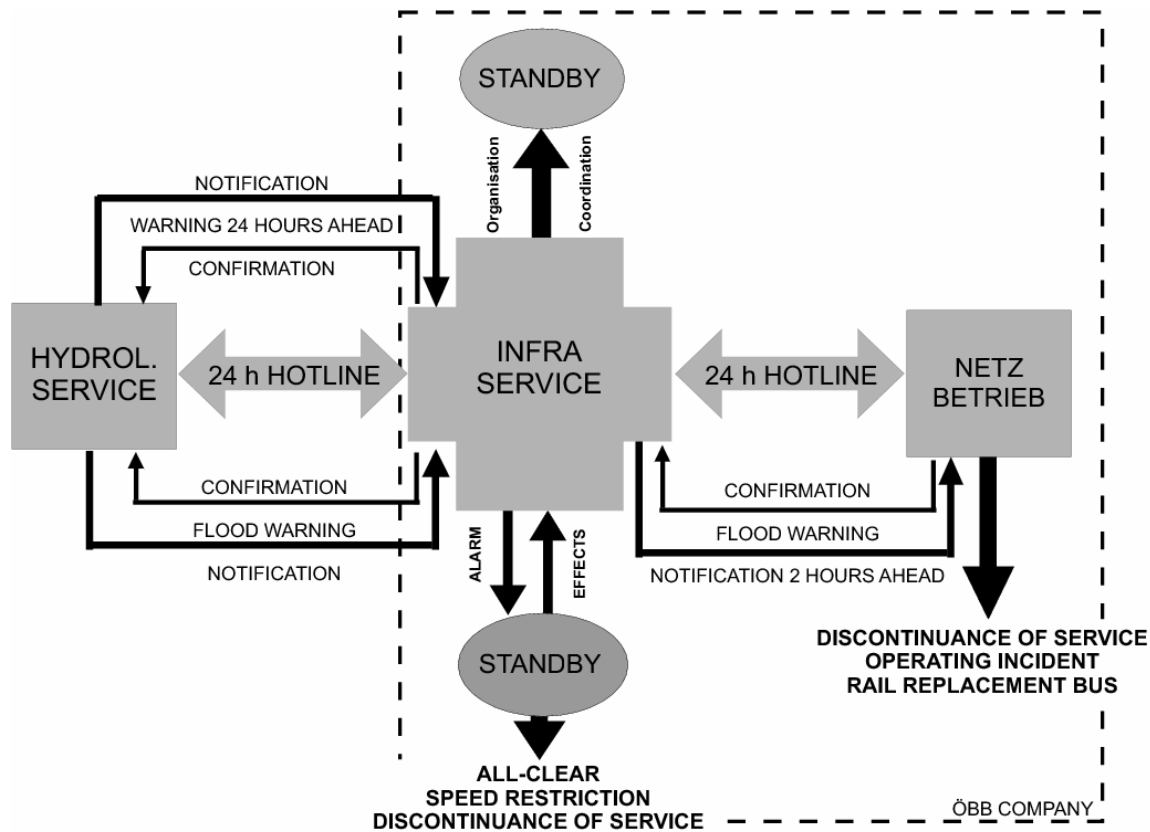 STANDBY
Organisation
Coordination
NOTIFICATION
WARNING 24 HOURS AHEAD
CONFIRMATION
HYDROL.
SERVICE
24 h HOTLINE
INFRA
SERVICE
24 h HOTLINE
NETZ
BETRIEB
CONFIRMATION
FLOOD WARNING
NOTIFICATION
ALARM
EFFECTS
CONFIRMATION
FLOOD WARNING
NOTIFICATION 2 HOURS AHEAD
STANDBY
DISCONTINUANCE OF SERVICE
OPERATING INCIDENT
RAIL REPLACEMENT BUS
ALL-CLEAR
SPEED RESTRICTION
DISCONTINUANCE OF SERVICE
ÖBB COMPANY